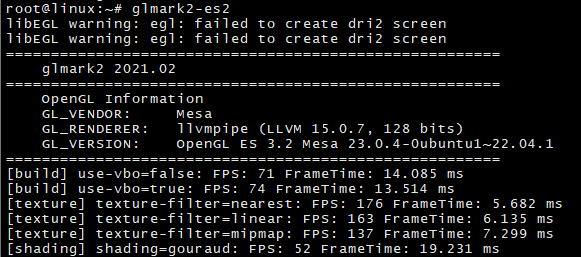 root@linux:~# glmark2-es2
libEGL warning: egl: failed to create dri2 screen
libEGL warning: egl: failed to create dri2 screen
=======================================================
    glmark2 2021.02
=======================================================
    OpenGL Information
    GL_VENDOR:     Mesa
    GL_RENDERER:   llvmpipe (LLVM 15.0.7, 128 bits)
    GL_VERSION:    OpenGL ES 3.2 Mesa 23.0.4-0ubuntu1~22.04.1
=======================================================
[build] use-vbo=false: FPS: 71 FrameTime: 14.085 ms
[build] use-vbo=true: FPS: 74 FrameTime: 13.514 ms
[texture] texture-filter=nearest: FPS: 176 FrameTime: 5.682 ms
[texture] texture-filter=linear: FPS: 163 FrameTime: 6.135 ms
[texture] texture-filter=mipmap: FPS: 137 FrameTime: 7.299 ms
[shading] shading=gouraud: FPS: 52 FrameTime: 19.231 ms